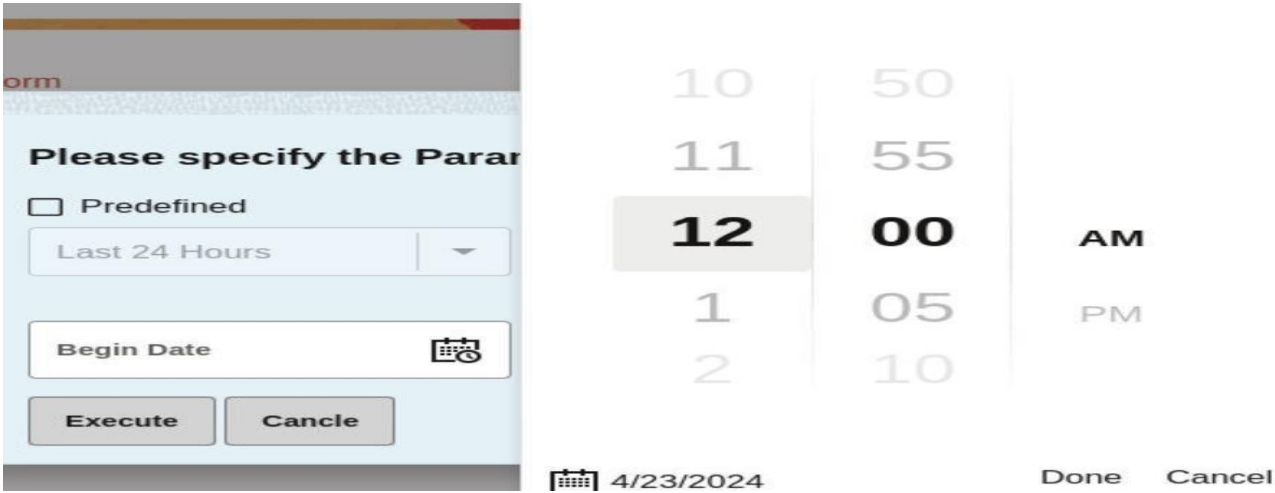 orm
Please specify the Parar
Predefined
Last 24 Hours
Begin Date
Execute Cancle
10 50
11 55
12 00 AM
1 05 PM
2 10
4/23/2024 Done Cancel